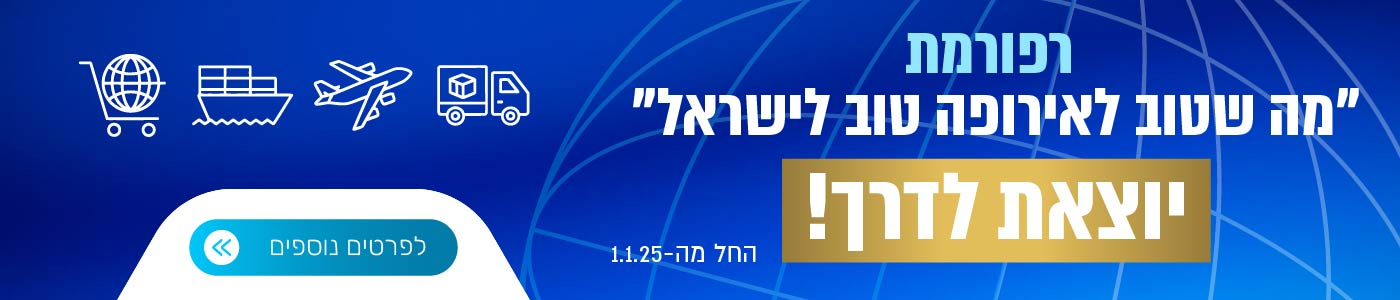 רפורמת
"מה שטוב לאירופה טוב לישראל"
יוצאת לדרך!
החל מה-1.1.25
לפרטים נוספים